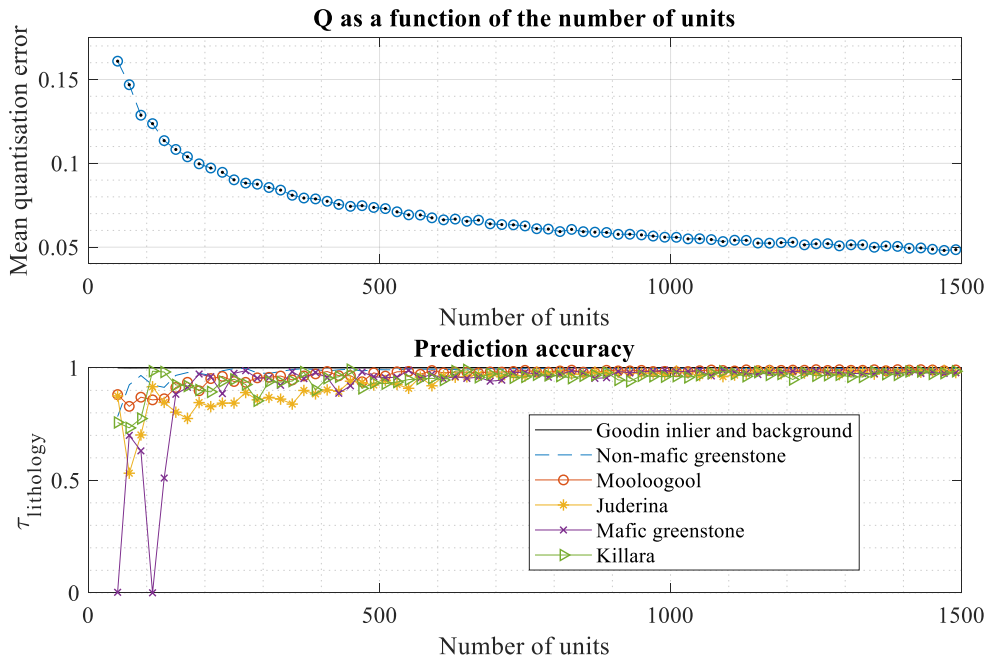 Q as a function of the number of units
Mean quantisation error
0.15
0.1
0.05
0 500 1000 1500
Number of units
Prediction accuracy
τlithology
1
0.5
0
Goodin inlier and background
Non-mafic greenstone
Mooloogool
Juderina
Mafic greenstone
Killara
0 500 1000 1500
Number of units